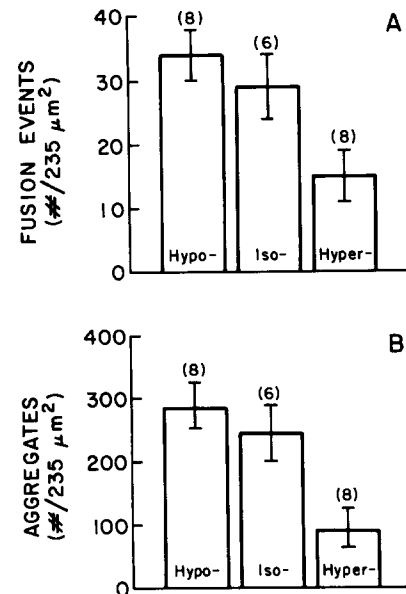 A
FUSION EVENTS
(#/235 μm²)
40
30
20
10
0
(8)
(6)
(8)
Hypo-
Iso-
Hyper-
B
AGGREGATES
(#/235 μm²)
400
300
200
100
0
(8)
(6)
(8)
Hypo-
Iso-
Hyper-